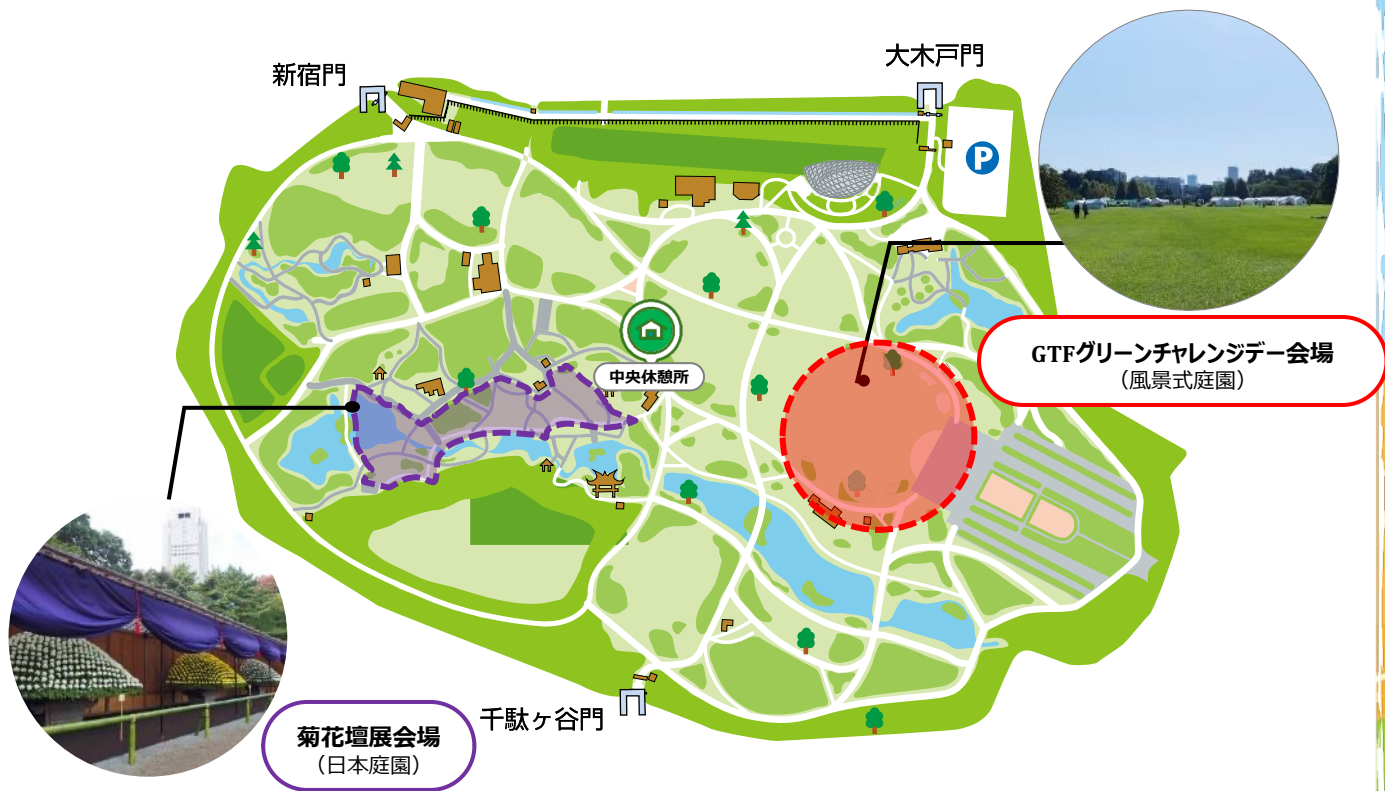 新宿門
大木戸門
P
GTFグリーンチャレンジデー会場
（風景式庭園）
中央休憩所
千駄ヶ谷門
菊花壇展会場
（日本庭園）